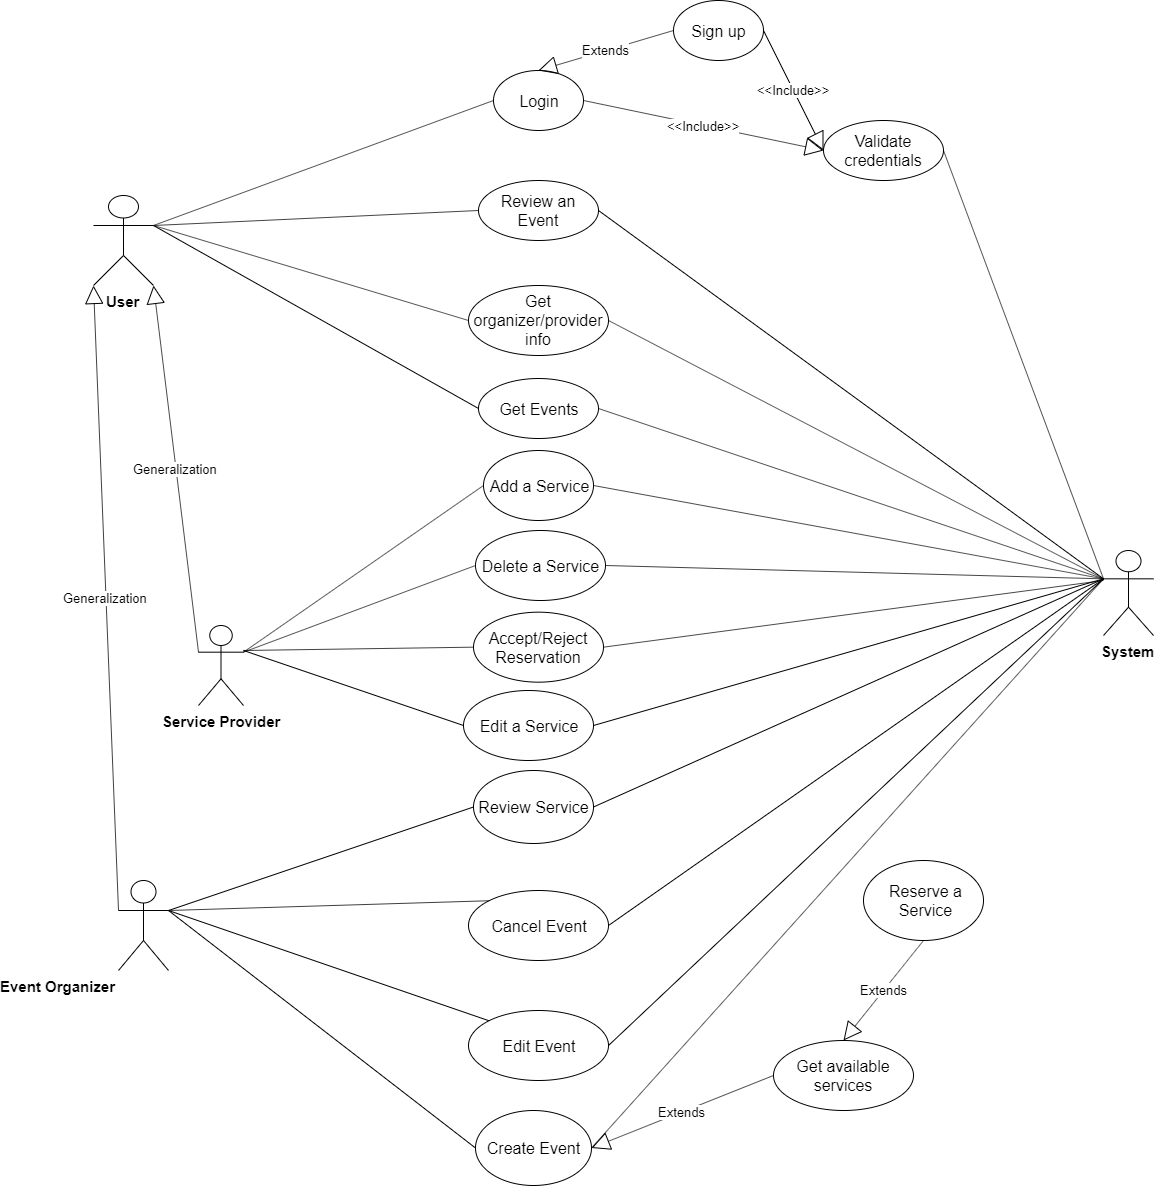 Sign up
Extends
<<Include>>
Login
<<Include>>
Validate
credentials
Review an
Event
User
Get
organizer/provider
info
Get Events
Generalization
Add a Service
Delete a Service
Generalization
Accept/Reject
Reservation
System
Service Provider
Edit a Service
Review Service
Reserve a
Service
Cancel Event
Event Organizer
Extends
Edit Event
Get available
services
Extends
Create Event